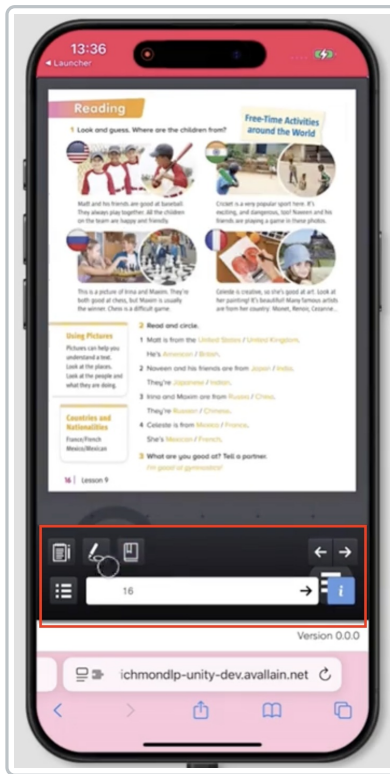 13:36
◀ Launcher
Reading
Free-Time Activities
around the World
1 Look and guess. Where are the children from?
Matt and his friends are good at baseball.
They always play together. All the children
on the team are happy and friendly.
Cricket is a very popular sport here. It's
exciting, and dangerous, too! Naveen and his
friends are playing a game in these photos.
This is a picture of Inna and Maxim. They're
both good at chess, but Maxim is usually
the winner. Chess is a difficult game.
Celeste is creative, so she's good at art. Look at
her painting! It's beautiful! Many famous artists
are from her country: Monet, Renoir, Cezanne...
Using Pictures
Pictures can help you
understand a text.
Look at the places.
Look at the people and
what they are doing.
Countries and
Nationalities
France/French
Mexico/Mexican
2 Read and circle.
1 Matt is from the United States / United Kingdom.
He's American / British.
2 Naveen and his friends are from Japan / India.
They're Japanese / Indian.
3 Inna and Maxim are from Russia / China.
They're Russian / Chinese.
4 Celeste is from Mexico / France.
She's Mexican / French.
3 What are you good at? Tell a partner.
I'm good at gymnastics!
16 | Lesson 9
16
i
Version 0.0.0
ichmondlp-unity-dev.avallain.net